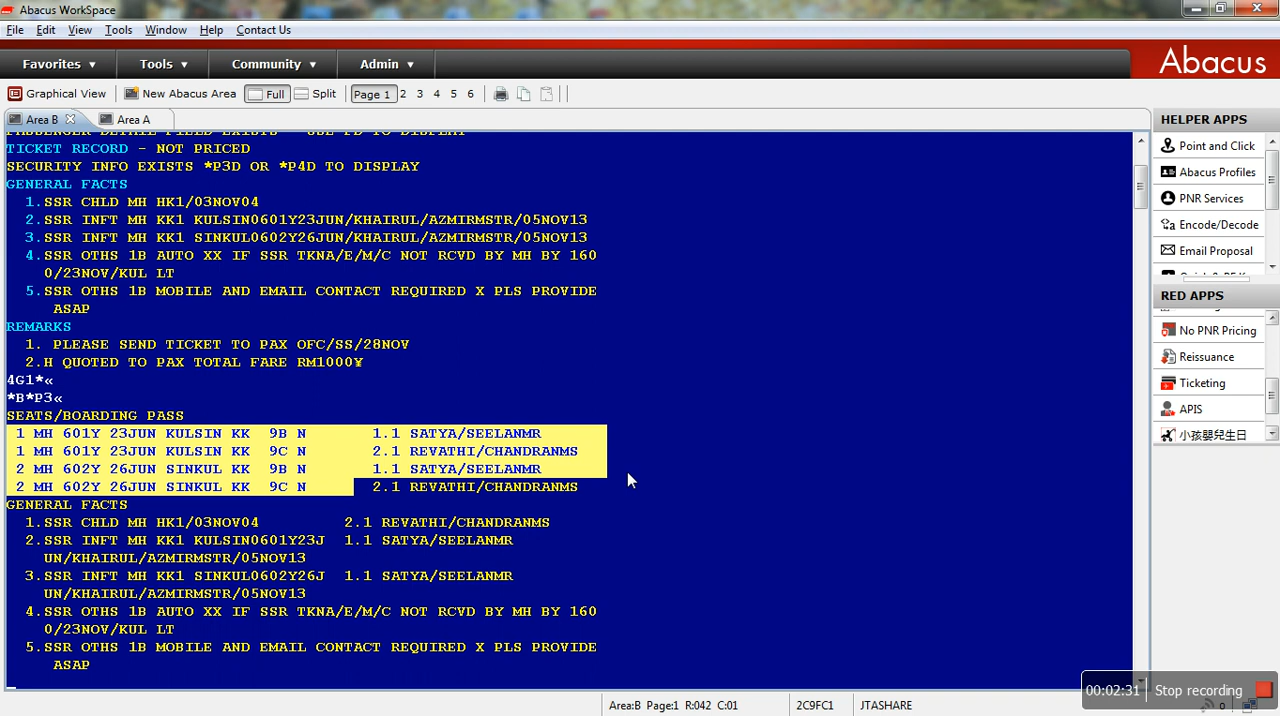 Abacus WorkSpace
File Edit View Tools Window Help Contact Us
Favorites Tools Community Admin Abacus
Graphical View New Abacus Area Full Split Page 1 2 3 4 5 6
Area B Area A
PASSENGER DETAIL FIELD EXISTS - USE PD TO DISPLAY
TICKET RECORD - NOT PRICED
SECURITY INFO EXISTS *P3D OR *P4D TO DISPLAY
GENERAL FACTS
1.SSR CHLD MH HK1/03NOV04
2.SSR INFT MH KK1 KULSIN0601Y23JUN/KHAIRUL/AZMIRMSTR/05NOV13
3.SSR INFT MH KK1 SINKUL0602Y26JUN/KHAIRUL/AZMIRMSTR/05NOV13
4.SSR OTHS 1B AUTO XX IF SSR TKNA/E/M/C NOT RCVD BY MH BY 160
0/23NOV/KUL LT
5.SSR OTHS 1B MOBILE AND EMAIL CONTACT REQUIRED X PLS PROVIDE
ASAP
REMARKS
1. PLEASE SEND TICKET TO PAX OFC/SS/28NOV
2.H QUOTED TO PAX TOTAL FARE RM1000¥
4G1*«
*B*P3«
SEATS/BOARDING PASS
1 MH 601Y 23JUN KULSIN KK 9B N 1.1 SATYA/SEELANMR
1 MH 601Y 23JUN KULSIN KK 9C N 2.1 REVATHI/CHANDRANMS
2 MH 602Y 26JUN SINKUL KK 9B N 1.1 SATYA/SEELANMR
2 MH 602Y 26JUN SINKUL KK 9C N 2.1 REVATHI/CHANDRANMS
GENERAL FACTS
1.SSR CHLD MH HK1/03NOV04 2.1 REVATHI/CHANDRANMS
2.SSR INFT MH KK1 KULSIN0601Y23J 1.1 SATYA/SEELANMR
UN/KHAIRUL/AZMIRMSTR/05NOV13
3.SSR INFT MH KK1 SINKUL0602Y26J 1.1 SATYA/SEELANMR
UN/KHAIRUL/AZMIRMSTR/05NOV13
4.SSR OTHS 1B AUTO XX IF SSR TKNA/E/M/C NOT RCVD BY MH BY 160
0/23NOV/KUL LT
5.SSR OTHS 1B MOBILE AND EMAIL CONTACT REQUIRED X PLS PROVIDE
ASAP
HELPER APPS
Point and Click
Abacus Profiles
PNR Services
Encode/Decode
Email Proposal
RED APPS
No PNR Pricing
Reissuance
Ticketing
APIS
小孩嬰兒生日
00:02:31 Stop recording
Area:B Page:1 R:042 C:01 2C9FC1 JTASHARE 0